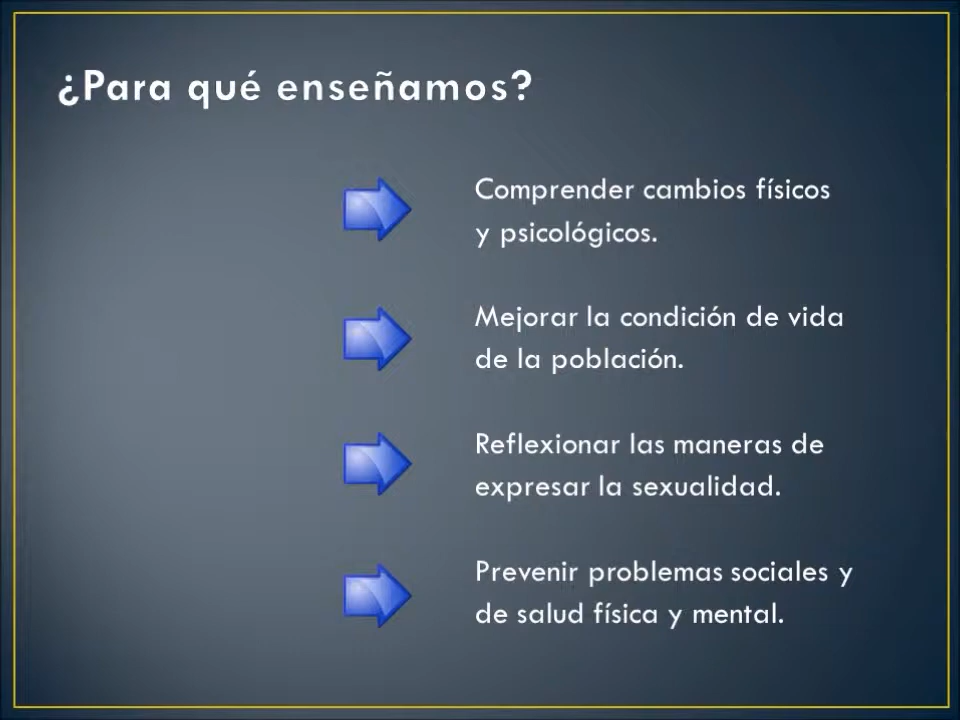 ¿Para qué enseñamos?
Comprender cambios físicos
y psicológicos.
Mejorar la condición de vida
de la población.
Reflexionar las maneras de
expresar la sexualidad.
Prevenir problemas sociales y
de salud física y mental.